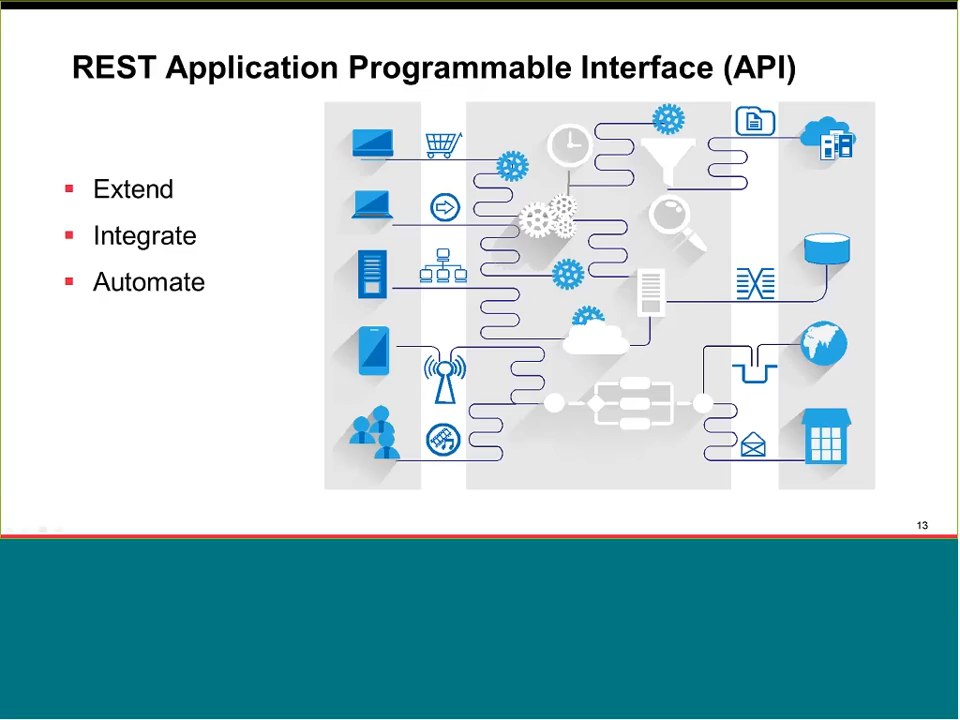 REST Application Programmable Interface (API)
Extend
Integrate
Automate
13